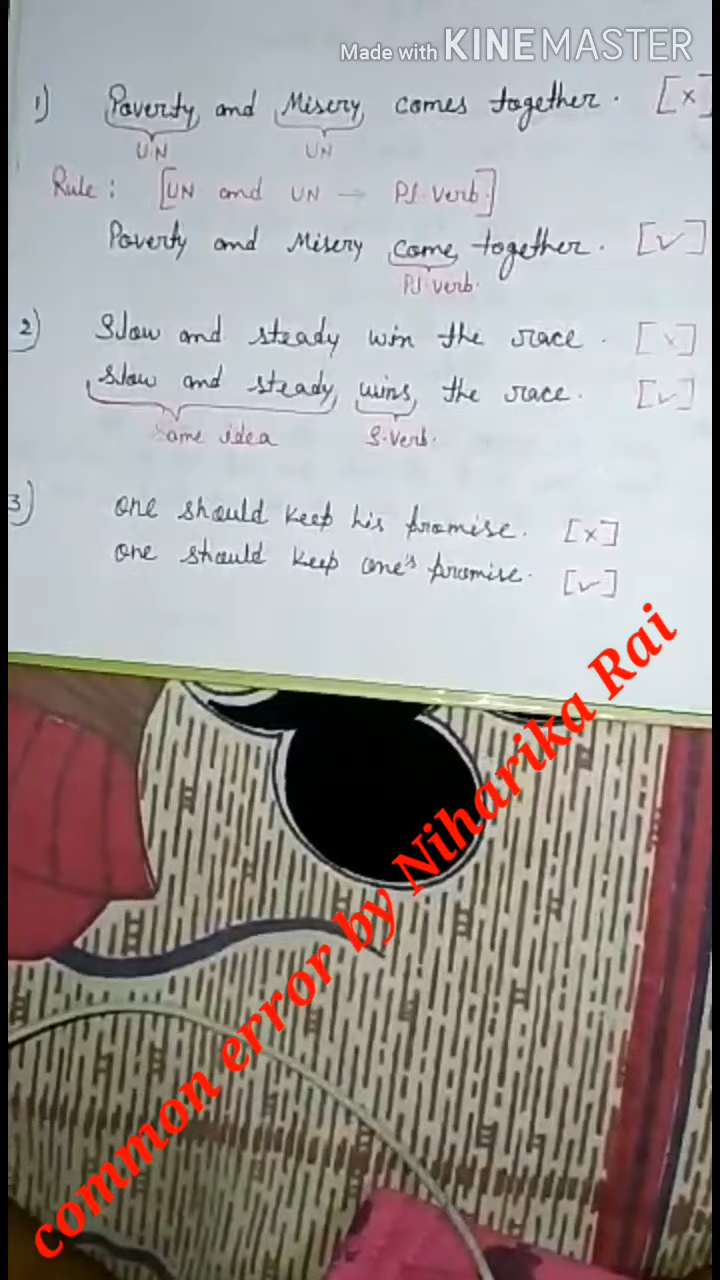 Made with KINEMASTER
1) Poverty and Misery comes together. [x]
UN UN
Rule: [UN and UN → Pl. verb.]
Poverty and Misery come together. [✓]
Pl. verb.
2) Slow and steady win the race. [x]
Slow and steady wins the race. [✓]
Same idea S. Verb.
3) one should keep his promise. [x]
one should keep one's promise. [✓]
common error by Niharika Rai